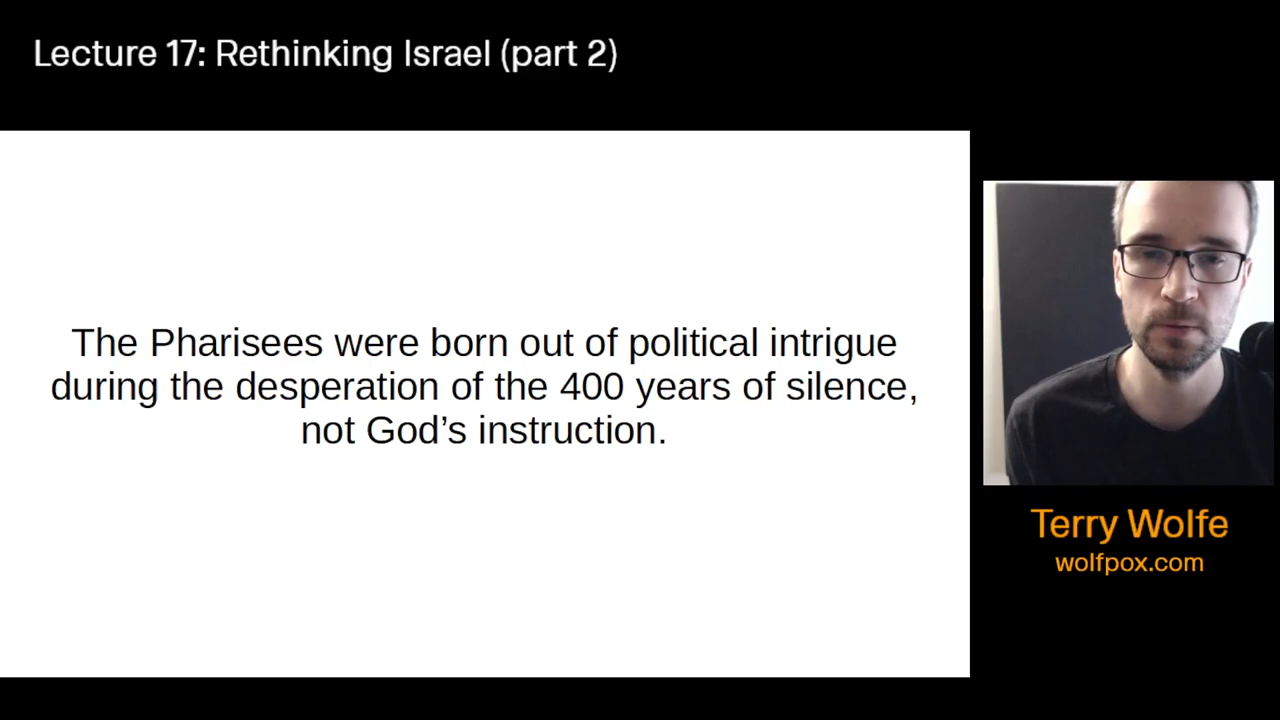 Lecture 17: Rethinking Israel (part 2)
The Pharisees were born out of political intrigue
during the desperation of the 400 years of silence,
not God’s instruction.
Terry Wolfe
wolfpox.com